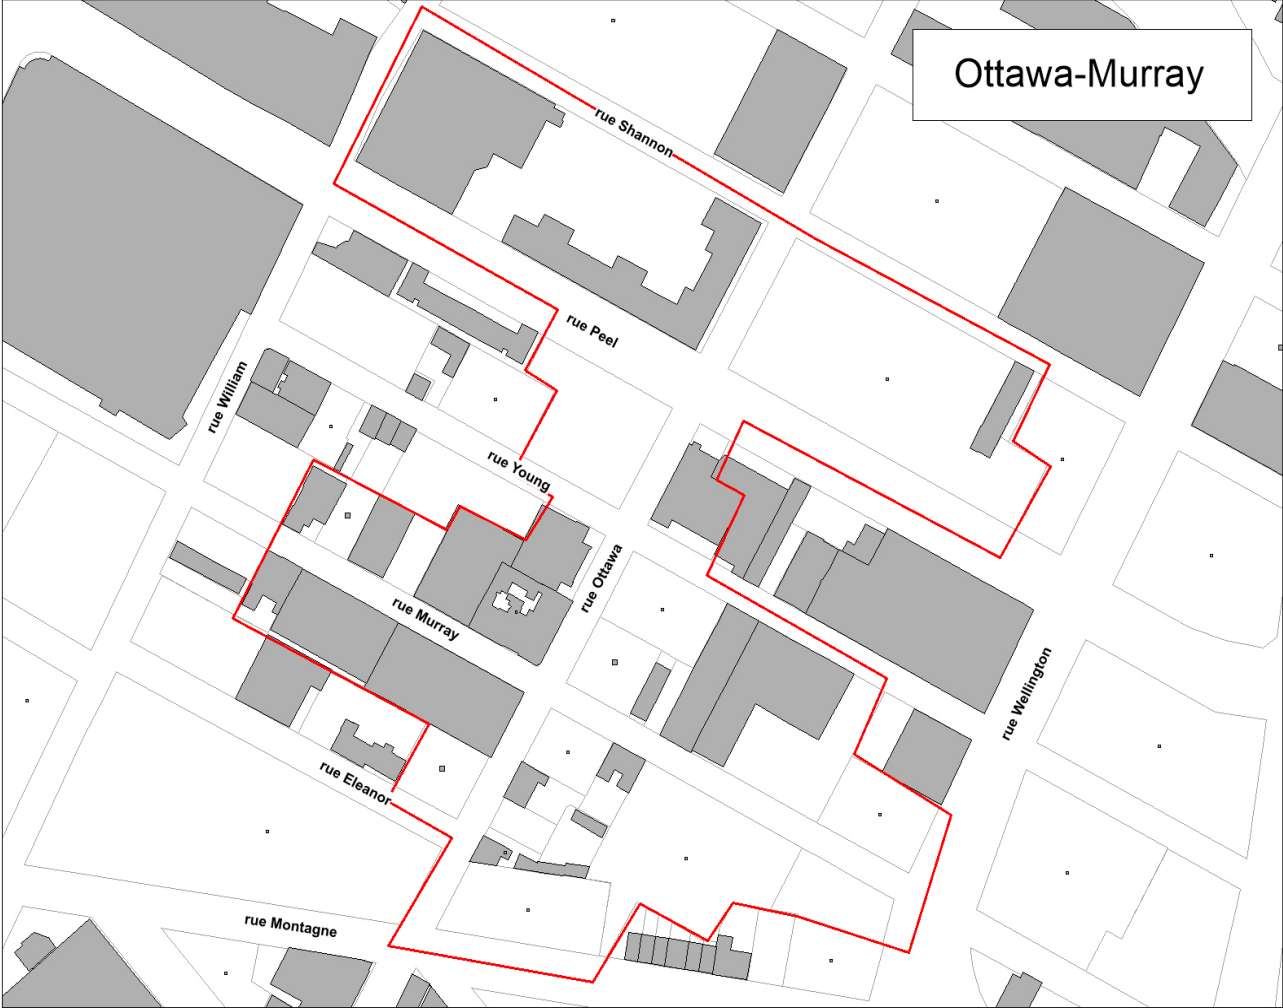 Ottawa-Murray
rue Shannon
rue Peel
rue William
rue Young
rue Ottawa
rue Murray
rue Wellington
rue Eleanor
rue Montagne